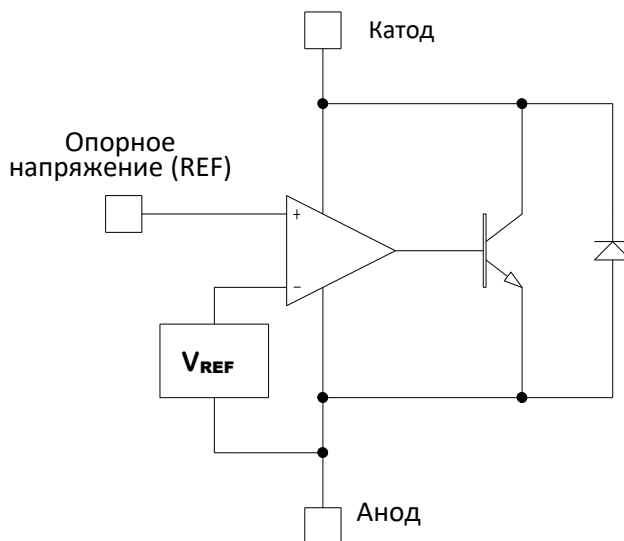 Катод
Опорное
напряжение (REF)
+
−
VREF
Анод